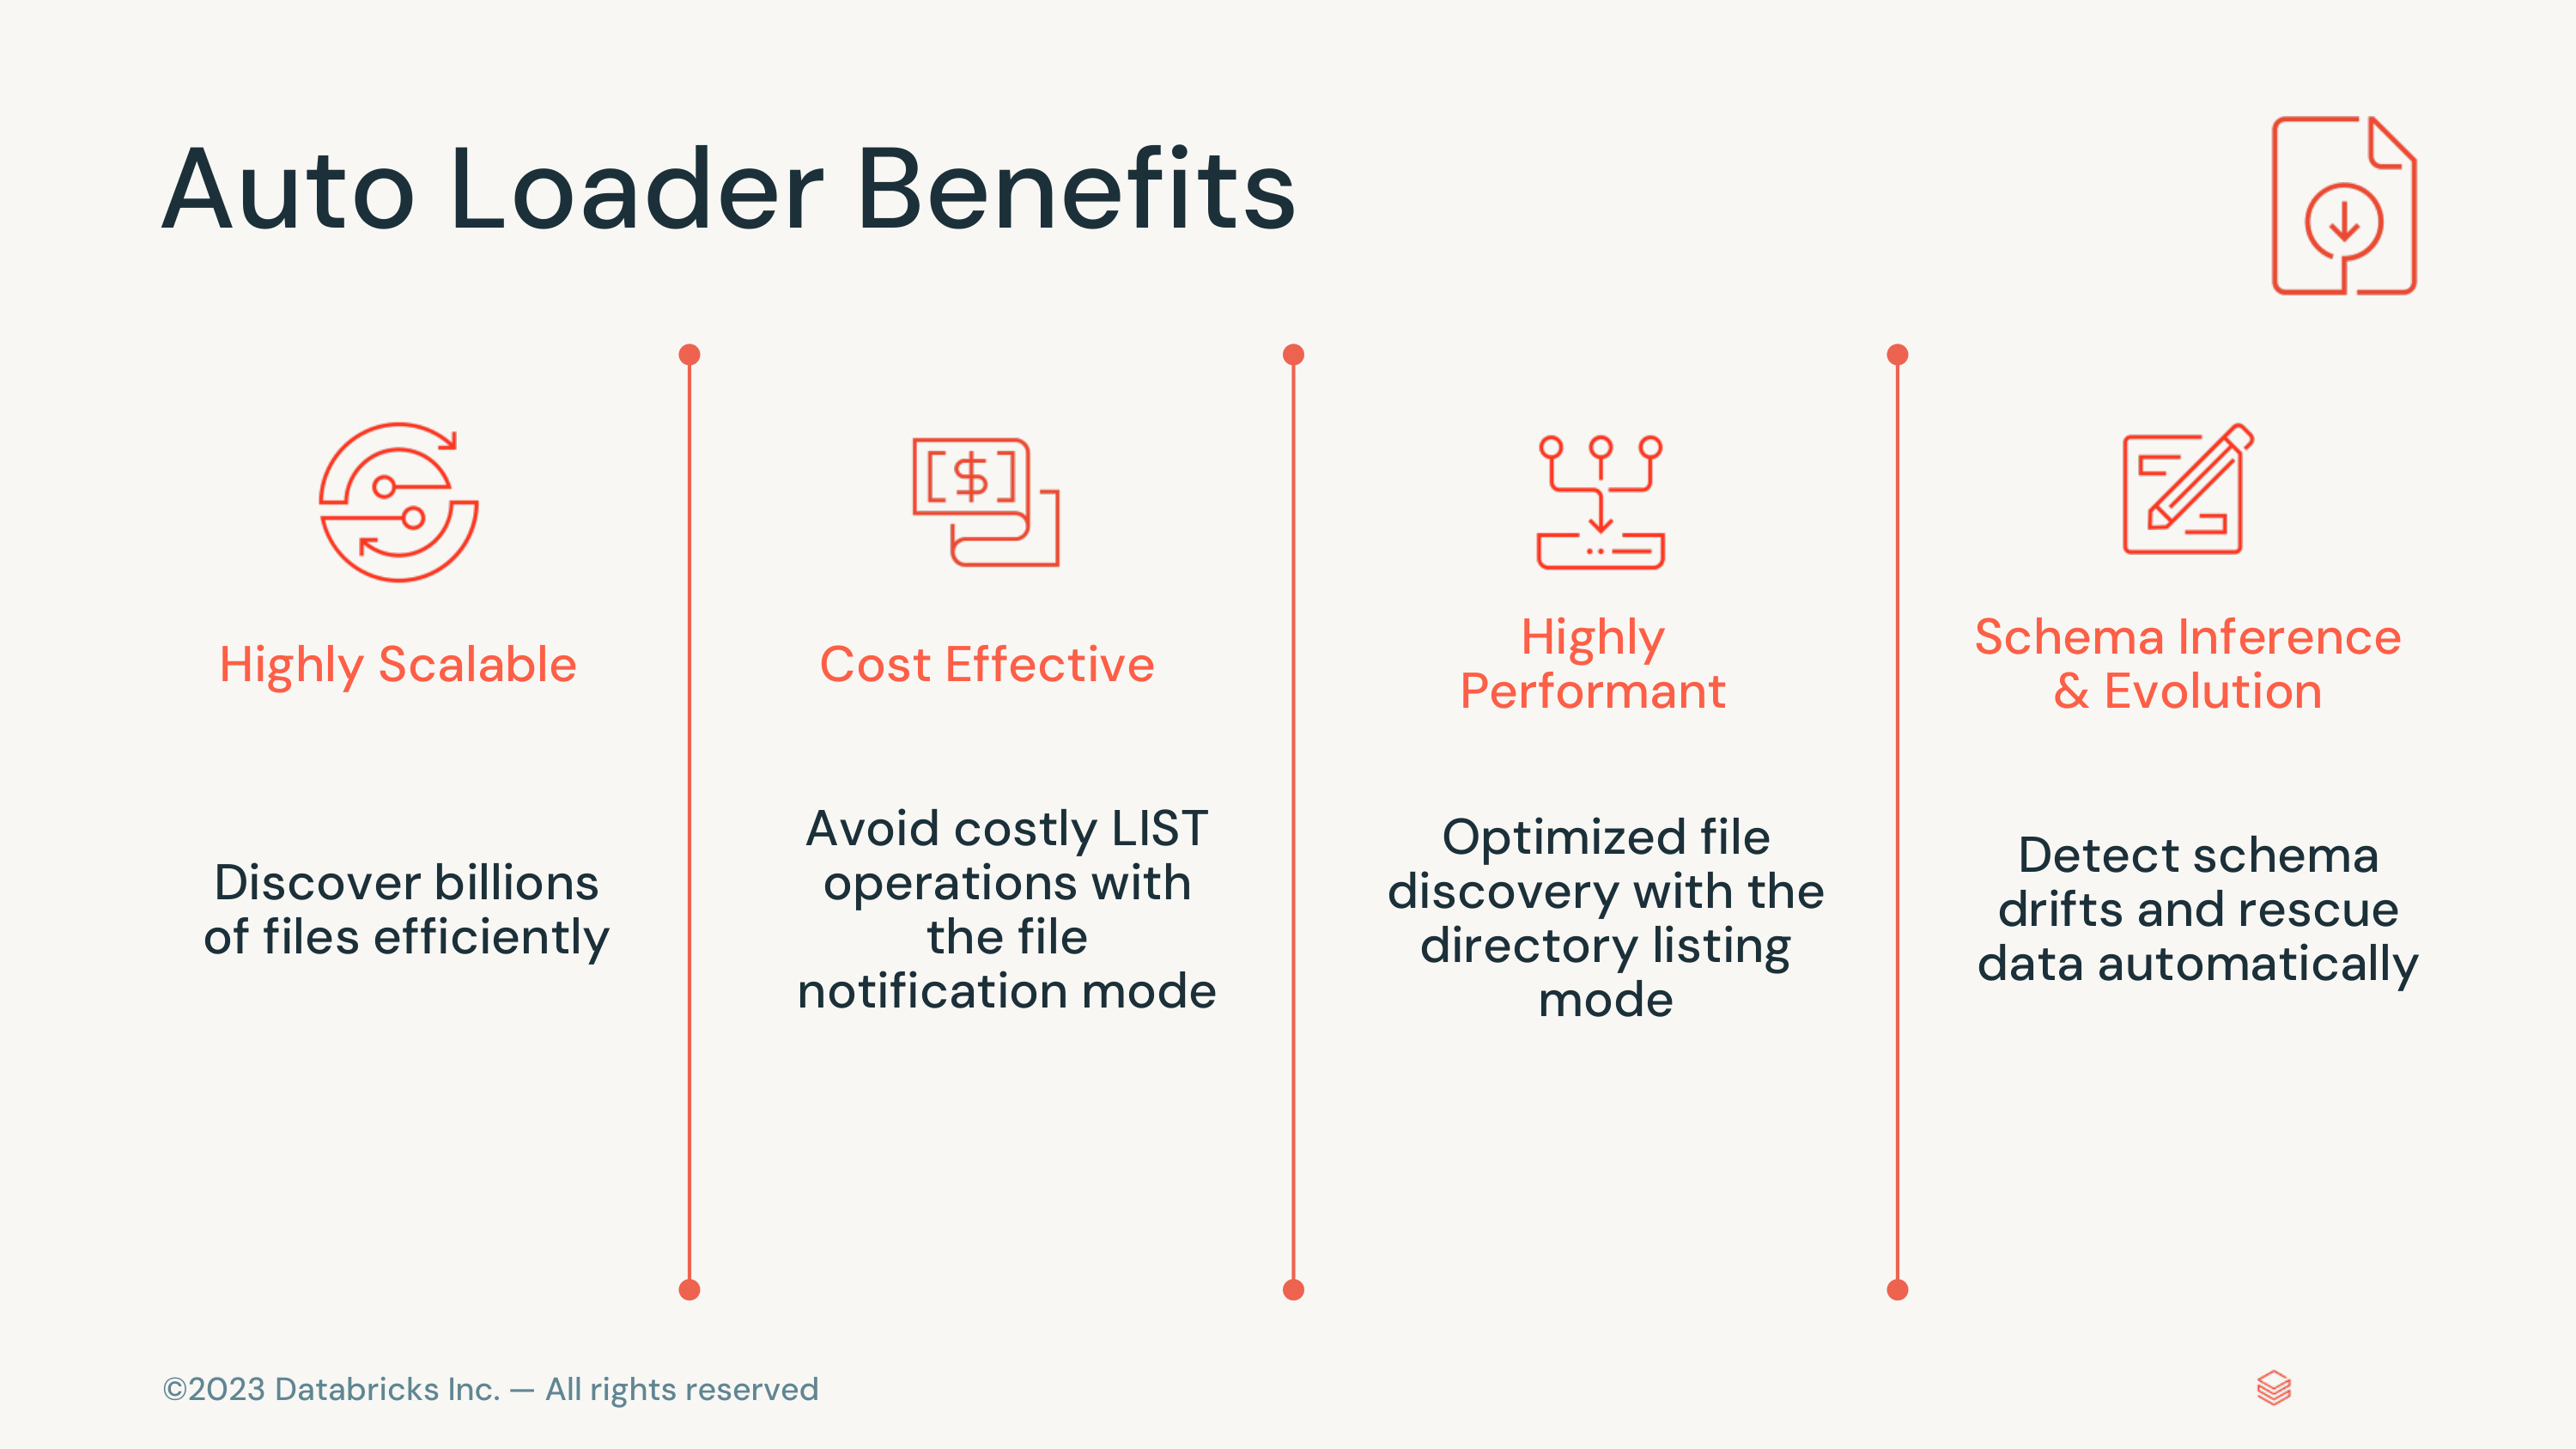 Auto Loader Benefits
[$]
Highly Scalable
Discover billions
of files efficiently
Cost Effective
Avoid costly LIST
operations with
the file
notification mode
Highly
Performant
Optimized file
discovery with the
directory listing
mode
Schema Inference
& Evolution
Detect schema
drifts and rescue
data automatically
©2023 Databricks Inc. — All rights reserved